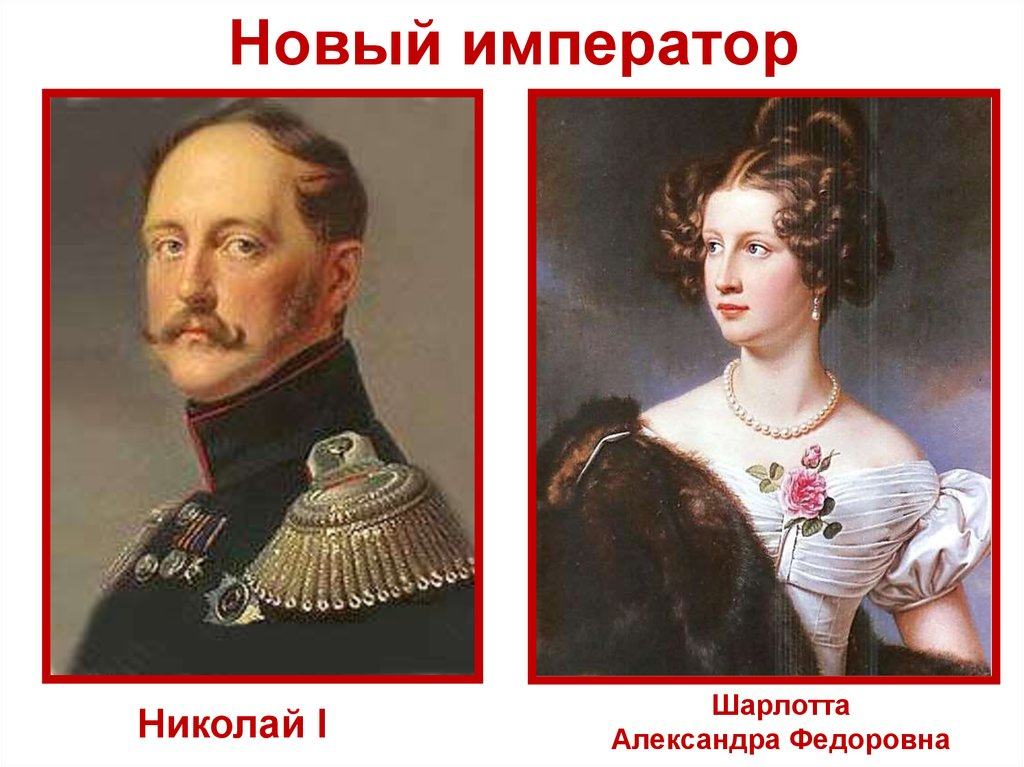 Новый император
Николай I
Шарлотта
Александра Федоровна